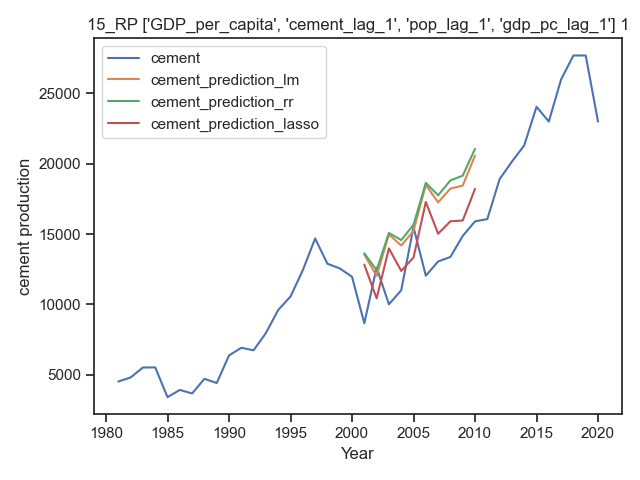 15_RP ['GDP_per_capita', 'cement_lag_1', 'pop_lag_1', 'gdp_pc_lag_1'] 1
cement
cement_prediction_lm
cement_prediction_rr
cement_prediction_lasso
cement production
25000
20000
15000
10000
5000
1980 1985 1990 1995 2000 2005 2010 2015 2020
Year